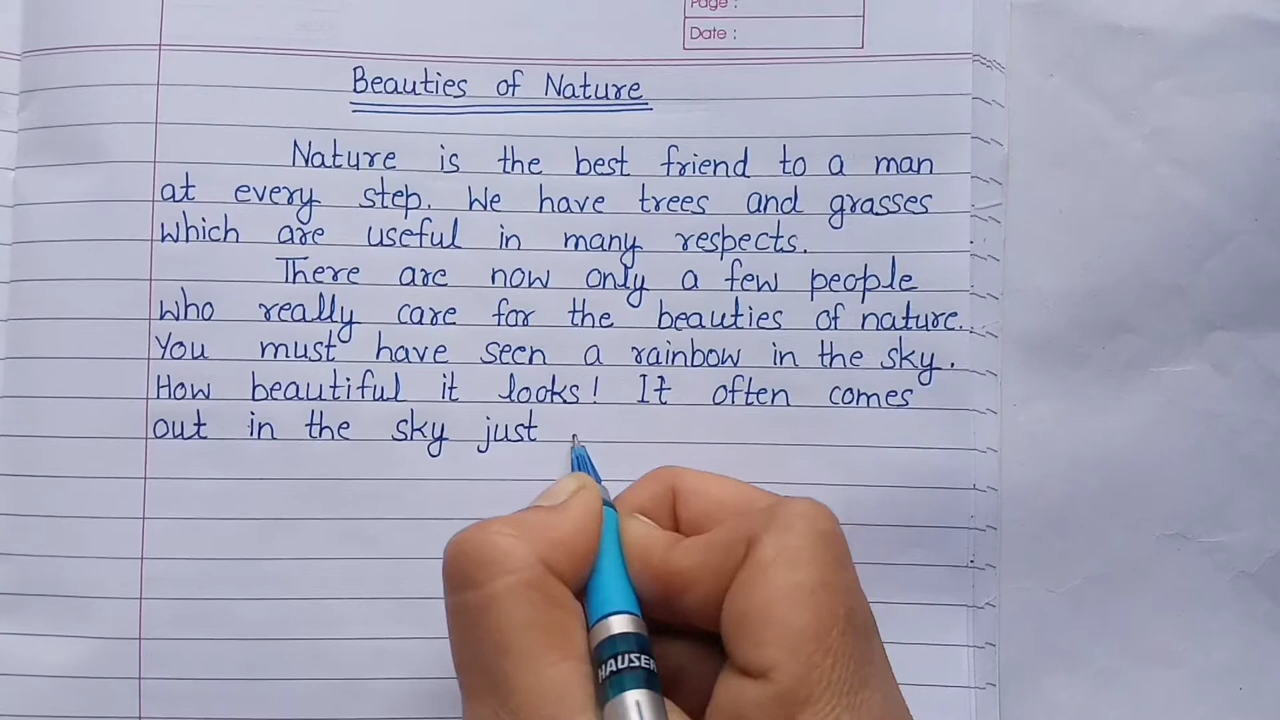 Page :
Date :
Beauties of Nature
Nature is the best friend to a man
at every step. We have trees and grasses
which are useful in many respects.
There are now only a few people
who really care for the beauties of nature.
You must have seen a rainbow in the sky.
How beautiful it looks! It often comes
out in the sky just
HAUSER